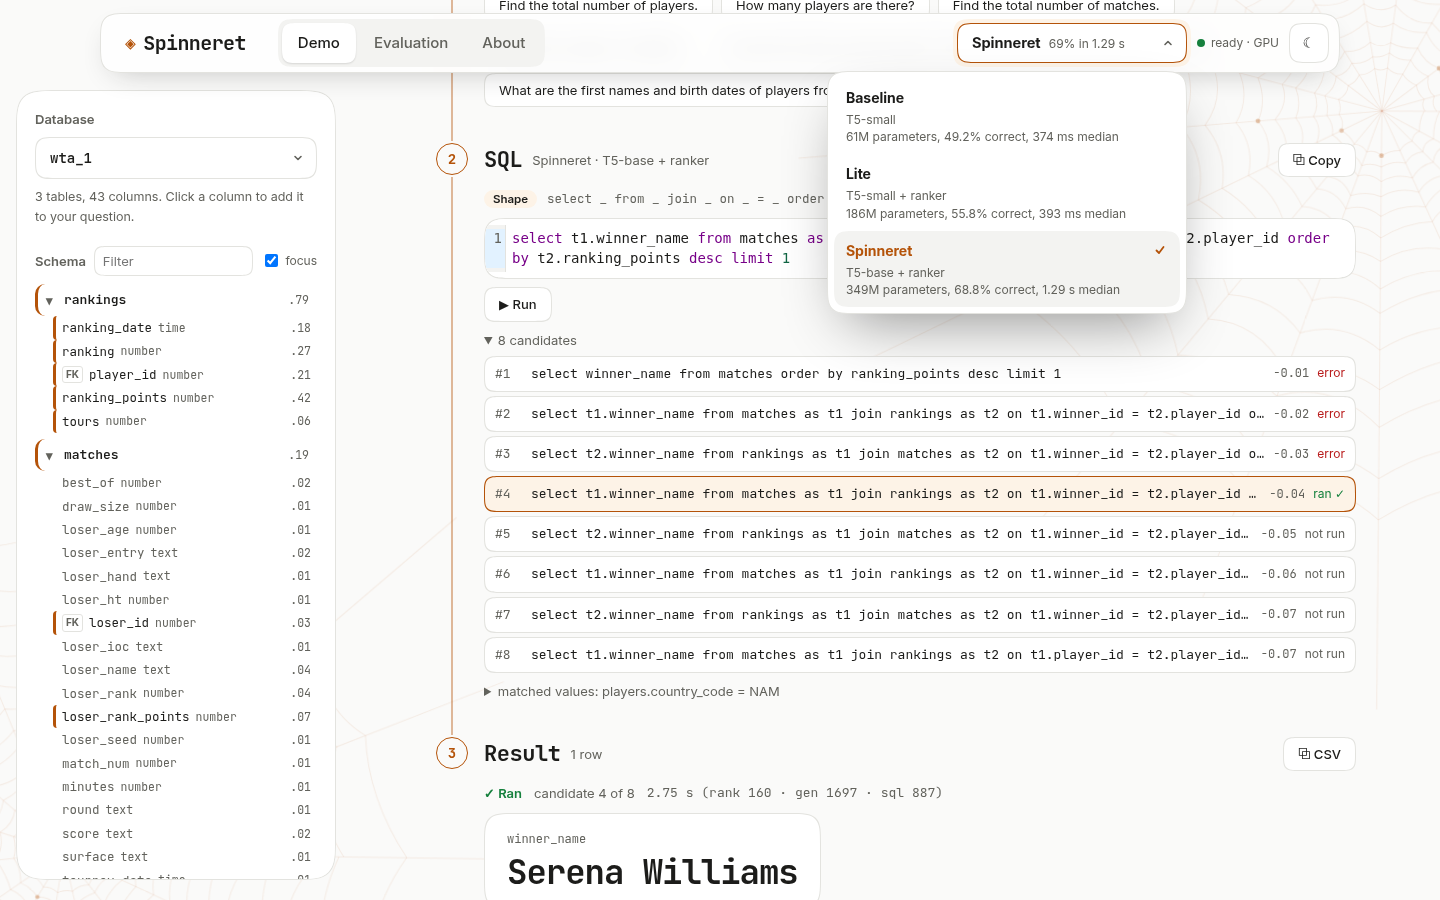 Find the total number of players.
How many players are there?
Find the total number of matches.
◈ Spinneret
Demo
Evaluation
About
Spinneret 69% in 1.29 s
ready · GPU
☾
What are the first names and birth dates of players
Baseline
T5-small
61M parameters, 49.2% correct, 374 ms median
Lite
T5-small + ranker
186M parameters, 55.8% correct, 393 ms median
Spinneret ✓
T5-base + ranker
349M parameters, 68.8% correct, 1.29 s median
Database
wta_1
3 tables, 43 columns. Click a column to add it
to your question.
Schema
Filter
focus
▼ rankings .79
ranking_date time .18
ranking number .27
FK player_id number .21
ranking_points number .42
tours number .06
▼ matches .19
best_of number .02
draw_size number .01
loser_age number .01
loser_entry text .02
loser_hand text .01
loser_ht number .01
FK loser_id number .03
loser_ioc text .01
loser_name text .04
loser_rank number .04
loser_rank_points number .07
loser_seed number .01
match_num number .01
minutes number .01
round text .01
score text .02
surface text .01
2
SQL Spinneret · T5-base + ranker
Copy
Shape select _ from _ join _ on _ = _ order
1 select t1.winner_name from matches as 2.player_id order
by t2.ranking_points desc limit 1
▶ Run
▼ 8 candidates
#1 select winner_name from matches order by ranking_points desc limit 1 -0.01 error
#2 select t1.winner_name from matches as t1 join rankings as t2 on t1.winner_id = t2.player_id o… -0.02 error
#3 select t2.winner_name from rankings as t1 join matches as t2 on t1.winner_id = t2.player_id o… -0.03 error
#4 select t1.winner_name from matches as t1 join rankings as t2 on t1.winner_id = t2.player_id … -0.04 ran ✓
#5 select t2.winner_name from rankings as t1 join matches as t2 on t1.winner_id = t2.player_id… -0.05 not run
#6 select t1.winner_name from matches as t1 join rankings as t2 on t1.winner_id = t2.player_id… -0.06 not run
#7 select t2.winner_name from rankings as t1 join matches as t2 on t1.winner_id = t2.player_id… -0.07 not run
#8 select t1.winner_name from matches as t1 join rankings as t2 on t1.player_id = t2.player_id… -0.07 not run
▶ matched values: players.country_code = NAM
3
Result 1 row
CSV
✓ Ran candidate 4 of 8 2.75 s (rank 160 · gen 1697 · sql 887)
winner_name
Serena Williams